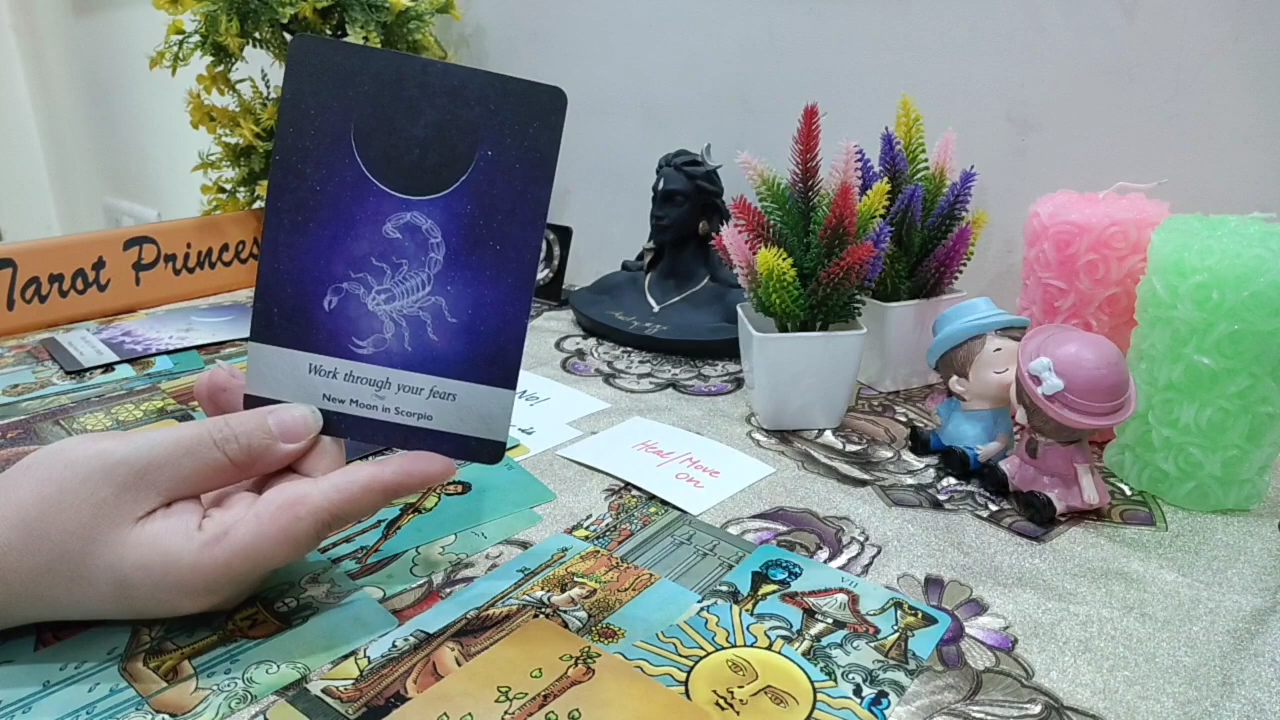 Tarot Princes
Work through your fears
New Moon in Scorpio
No!
Heal/Move
on
VII